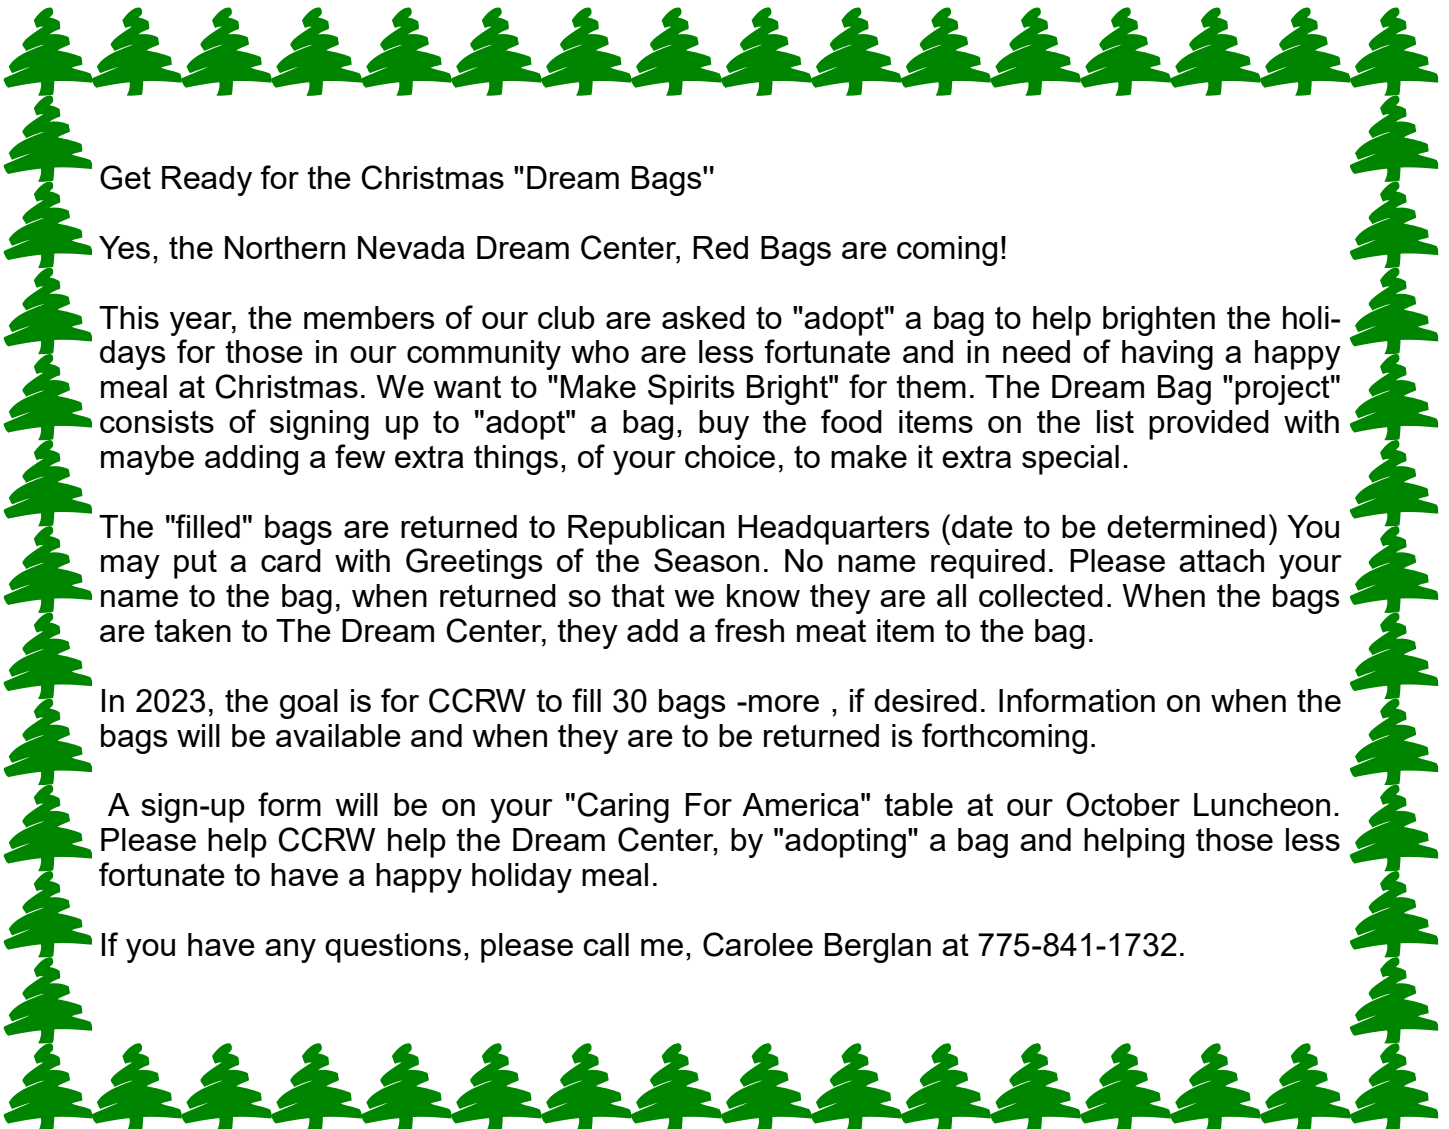 Get Ready for the Christmas "Dream Bags"
Yes, the Northern Nevada Dream Center, Red Bags are coming!
This year, the members of our club are asked to "adopt" a bag to help brighten the holi-
days for those in our community who are less fortunate and in need of having a happy
meal at Christmas. We want to "Make Spirits Bright" for them. The Dream Bag "project"
consists of signing up to "adopt" a bag, buy the food items on the list provided with
maybe adding a few extra things, of your choice, to make it extra special.
The "filled" bags are returned to Republican Headquarters (date to be determined) You
may put a card with Greetings of the Season. No name required. Please attach your
name to the bag, when returned so that we know they are all collected. When the bags
are taken to The Dream Center, they add a fresh meat item to the bag.
In 2023, the goal is for CCRW to fill 30 bags -more , if desired. Information on when the
bags will be available and when they are to be returned is forthcoming.
A sign-up form will be on your "Caring For America" table at our October Luncheon.
Please help CCRW help the Dream Center, by "adopting" a bag and helping those less
fortunate to have a happy holiday meal.
If you have any questions, please call me, Carolee Berglan at 775-841-1732.